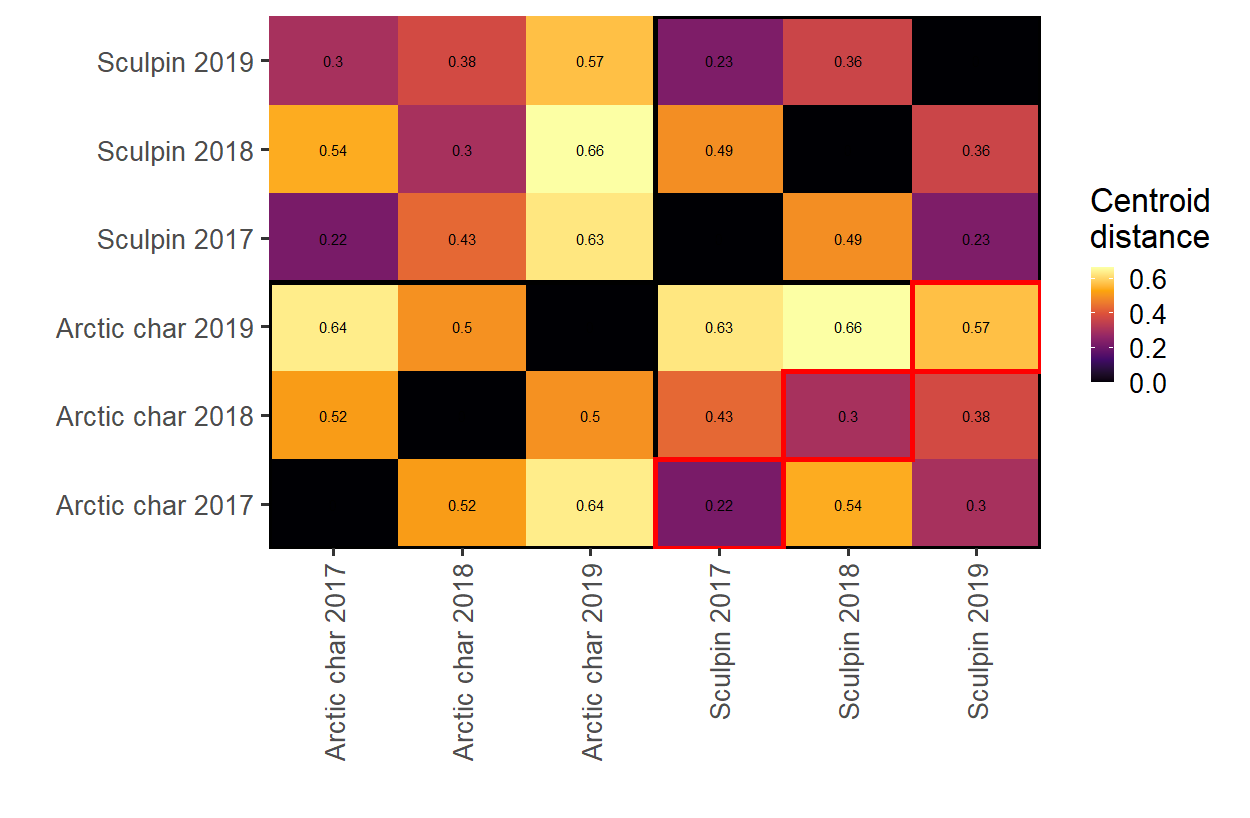 Sculpin 2019
0.3 0.38 0.57 0.23 0.36
Sculpin 2018
0.54 0.3 0.66 0.49 0.36
Sculpin 2017
0.22 0.43 0.63 0.49 0.23
Arctic char 2019
0.64 0.5 0.63 0.66 0.57
Arctic char 2018
0.52 0.5 0.43 0.3 0.38
Arctic char 2017
0.52 0.64 0.22 0.54 0.3
Arctic char 2017
Arctic char 2018
Arctic char 2019
Sculpin 2017
Sculpin 2018
Sculpin 2019
Centroid
distance
0.6
0.4
0.2
0.0